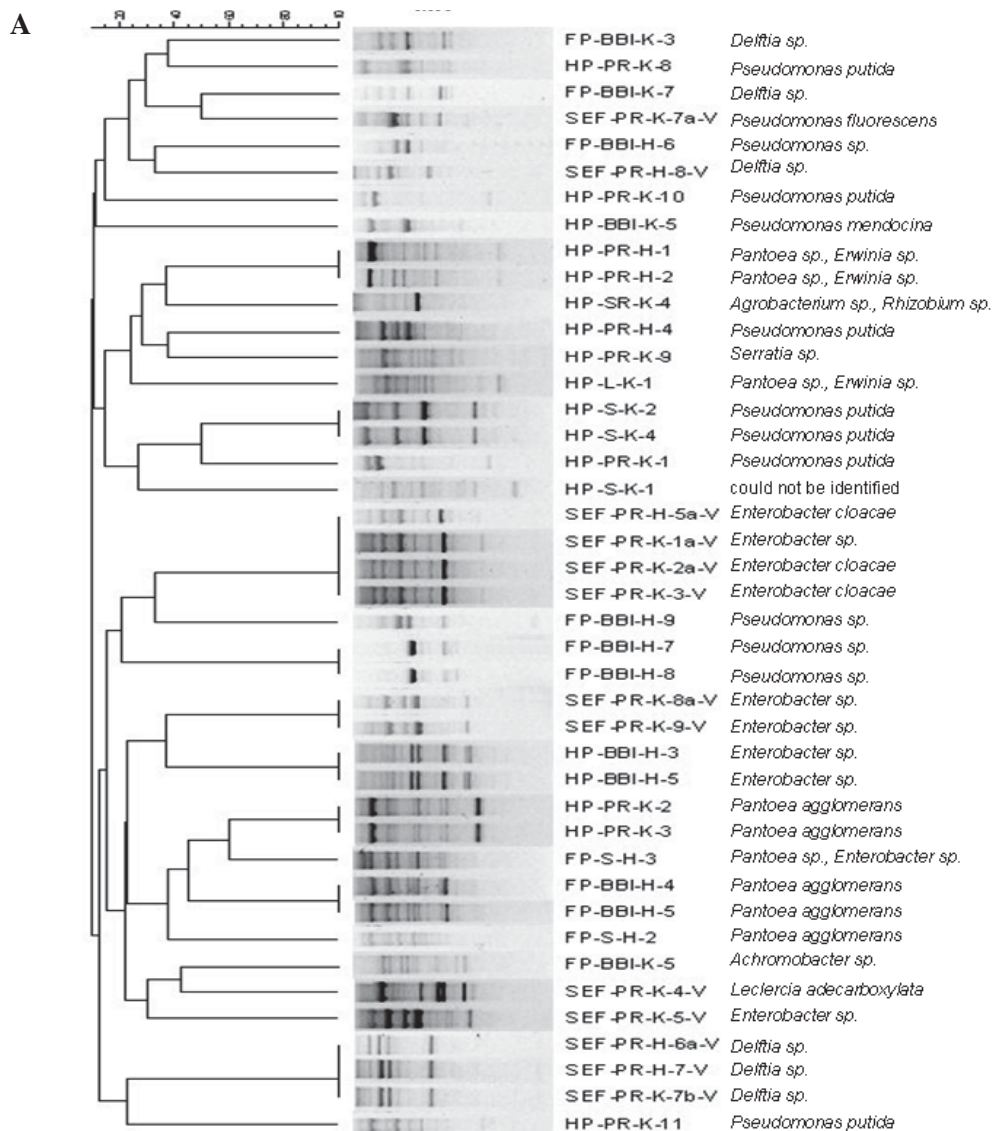 A
20 40 60 80 10
FP-BBI-K-3 Delftia sp.
HP-PR-K-8 Pseudomonas putida
FP-BBI-K-7 Delftia sp.
SEF-PR-K-7a-V Pseudomonas fluorescens
FP-BBI-H-6 Pseudomonas sp.
SEF-PR-H-8-V Delftia sp.
HP-PR-K-10 Pseudomonas putida
HP-BBI-K-5 Pseudomonas mendocina
HP-PR-H-1 Pantoea sp., Erwinia sp.
HP-PR-H-2 Pantoea sp., Erwinia sp.
HP-SR-K-4 Agrobacterium sp., Rhizobium sp.
HP-PR-H-4 Pseudomonas putida
HP-PR-K-9 Serratia sp.
HP-L-K-1 Pantoea sp., Erwinia sp.
HP-S-K-2 Pseudomonas putida
HP-S-K-4 Pseudomonas putida
HP-PR-K-1 Pseudomonas putida
HP-S-K-1 could not be identified
SEF-PR-H-5a-V Enterobacter cloacae
SEF-PR-K-1a-V Enterobacter sp.
SEF-PR-K-2a-V Enterobacter cloacae
SEF-PR-K-3-V Enterobacter cloacae
FP-BBI-H-9 Pseudomonas sp.
FP-BBI-H-7 Pseudomonas sp.
FP-BBI-H-8 Pseudomonas sp.
SEF-PR-K-8a-V Enterobacter sp.
SEF-PR-K-9-V Enterobacter sp.
HP-BBI-H-3 Enterobacter sp.
HP-BBI-H-5 Enterobacter sp.
HP-PR-K-2 Pantoea agglomerans
HP-PR-K-3 Pantoea agglomerans
FP-S-H-3 Pantoea sp., Enterobacter sp.
FP-BBI-H-4 Pantoea agglomerans
FP-BBI-H-5 Pantoea agglomerans
FP-S-H-2 Pantoea agglomerans
FP-BBI-K-5 Achromobacter sp.
SEF-PR-K-4-V Leclercia adecarboxylata
SEF-PR-K-5-V Enterobacter sp.
SEF-PR-H-6a-V Delftia sp.
SEF-PR-H-7-V Delftia sp.
SEF-PR-K-7b-V Delftia sp.
HP-PR-K-11 Pseudomonas putida